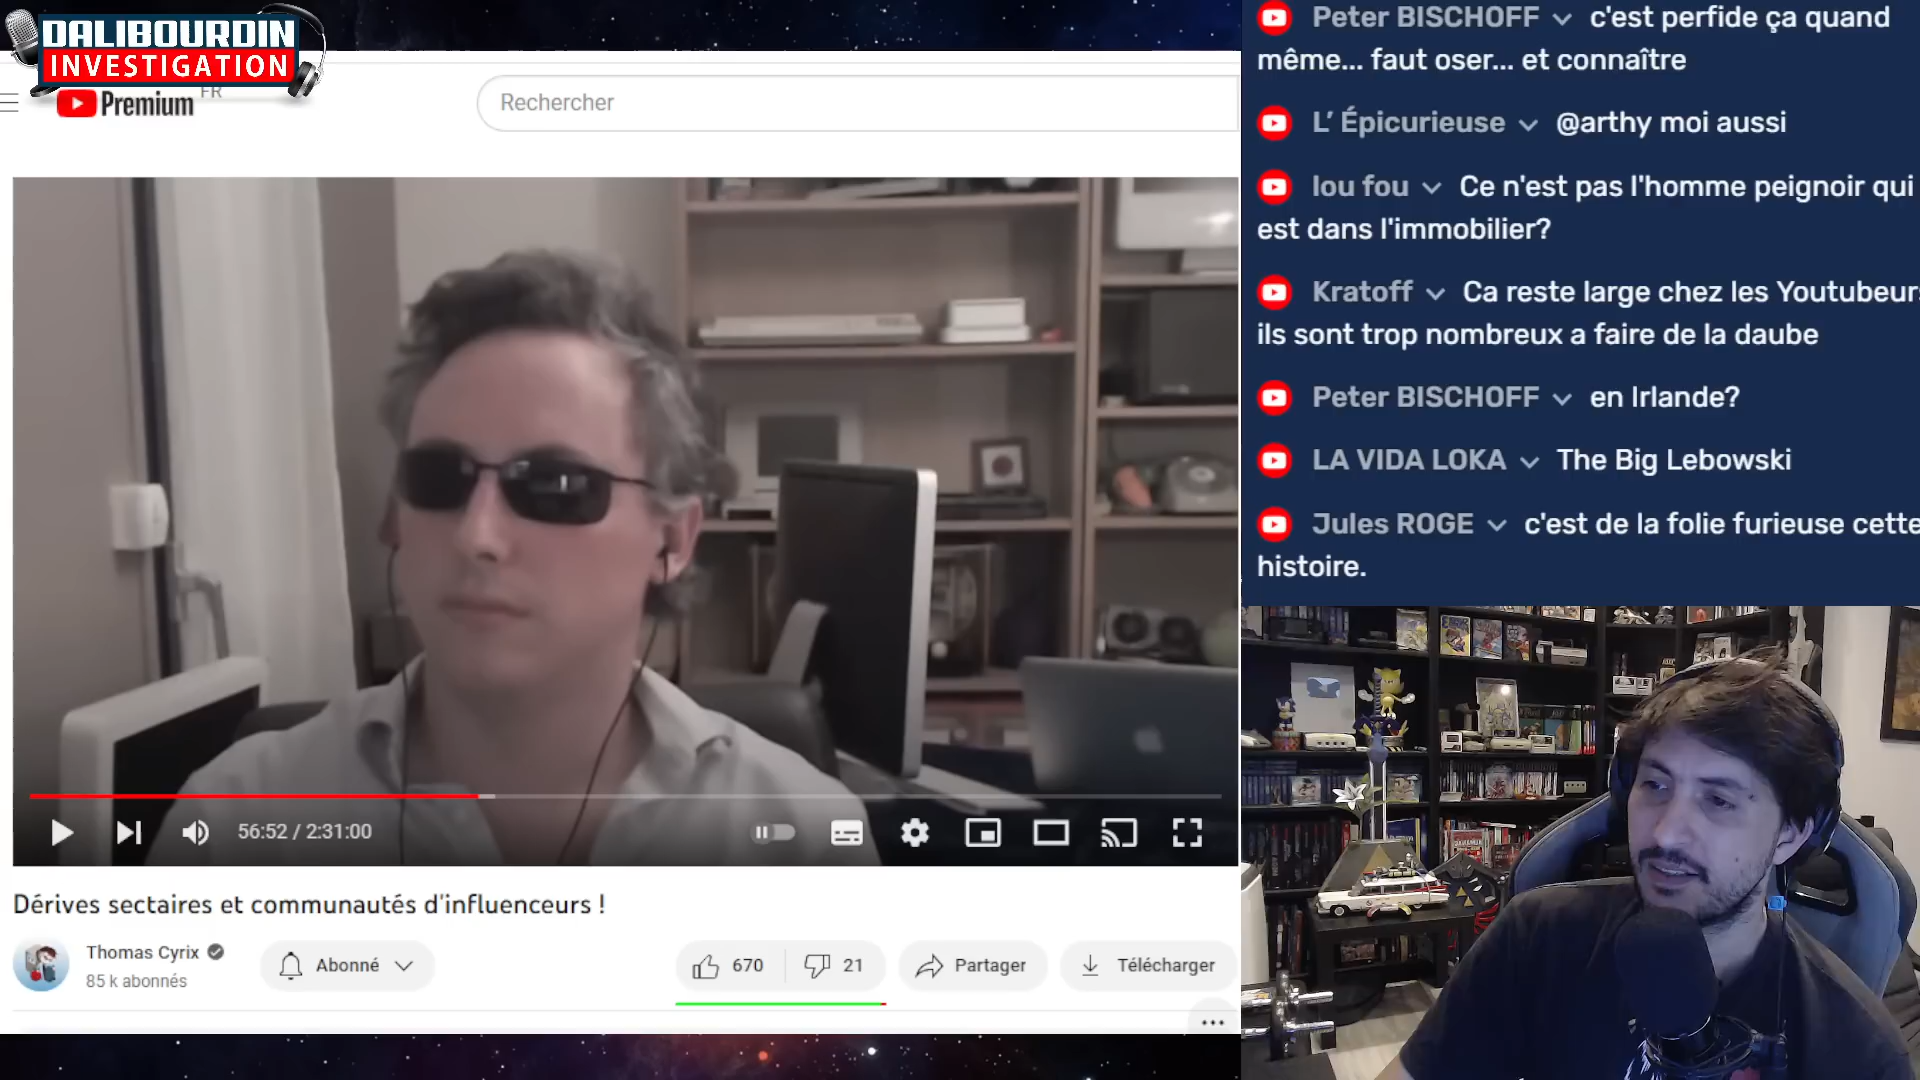 DALIBOURDIN
INVESTIGATION
Premium
FR
Rechercher
56:52 / 2:31:00
Dérives sectaires et communautés d'influenceurs !
Thomas Cyrix
85 k abonnés
Abonné
670
21
Partager
Télécharger
Peter BISCHOFF c'est perfide ça quand
même... faut oser... et connaître
L' Épicurieuse @arthy moi aussi
lou fou Ce n'est pas l'homme peignoir qui
est dans l'immobilier?
Kratoff Ca reste large chez les Youtubeurs
ils sont trop nombreux a faire de la daube
Peter BISCHOFF en Irlande?
LA VIDA LOKA The Big Lebowski
Jules ROGE c'est de la folie furieuse cette
histoire.